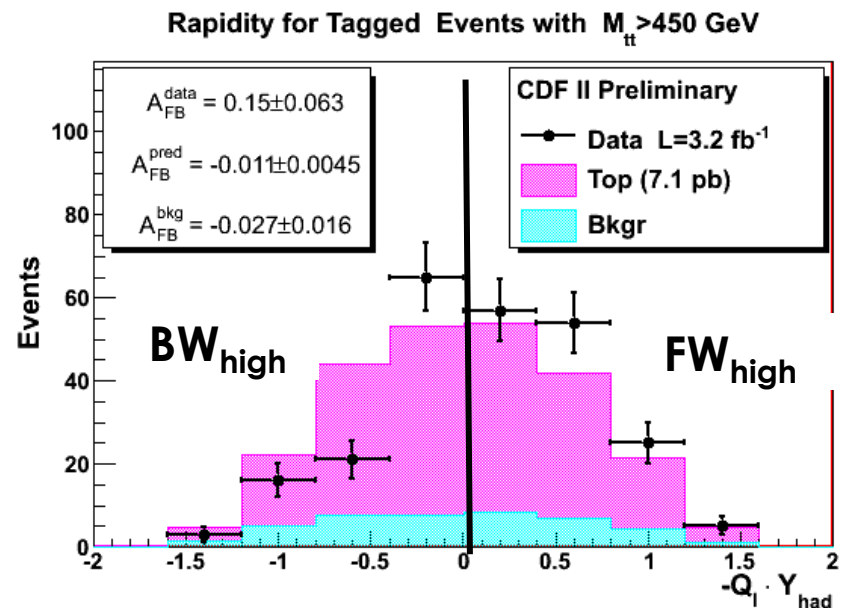 Rapidity for Tagged Events with M_tt>450 GeV
A_FB^data = 0.15±0.063
A_FB^pred = -0.011±0.0045
A_FB^bkg = -0.027±0.016
CDF II Preliminary
Data L=3.2 fb^-1
Top (7.1 pb)
Bkgr
Events
100
80
60
40
20
0
BW_high
FW_high
-2 -1.5 -1 -0.5 0 0.5 1 1.5 2
-Q_l · Y_had